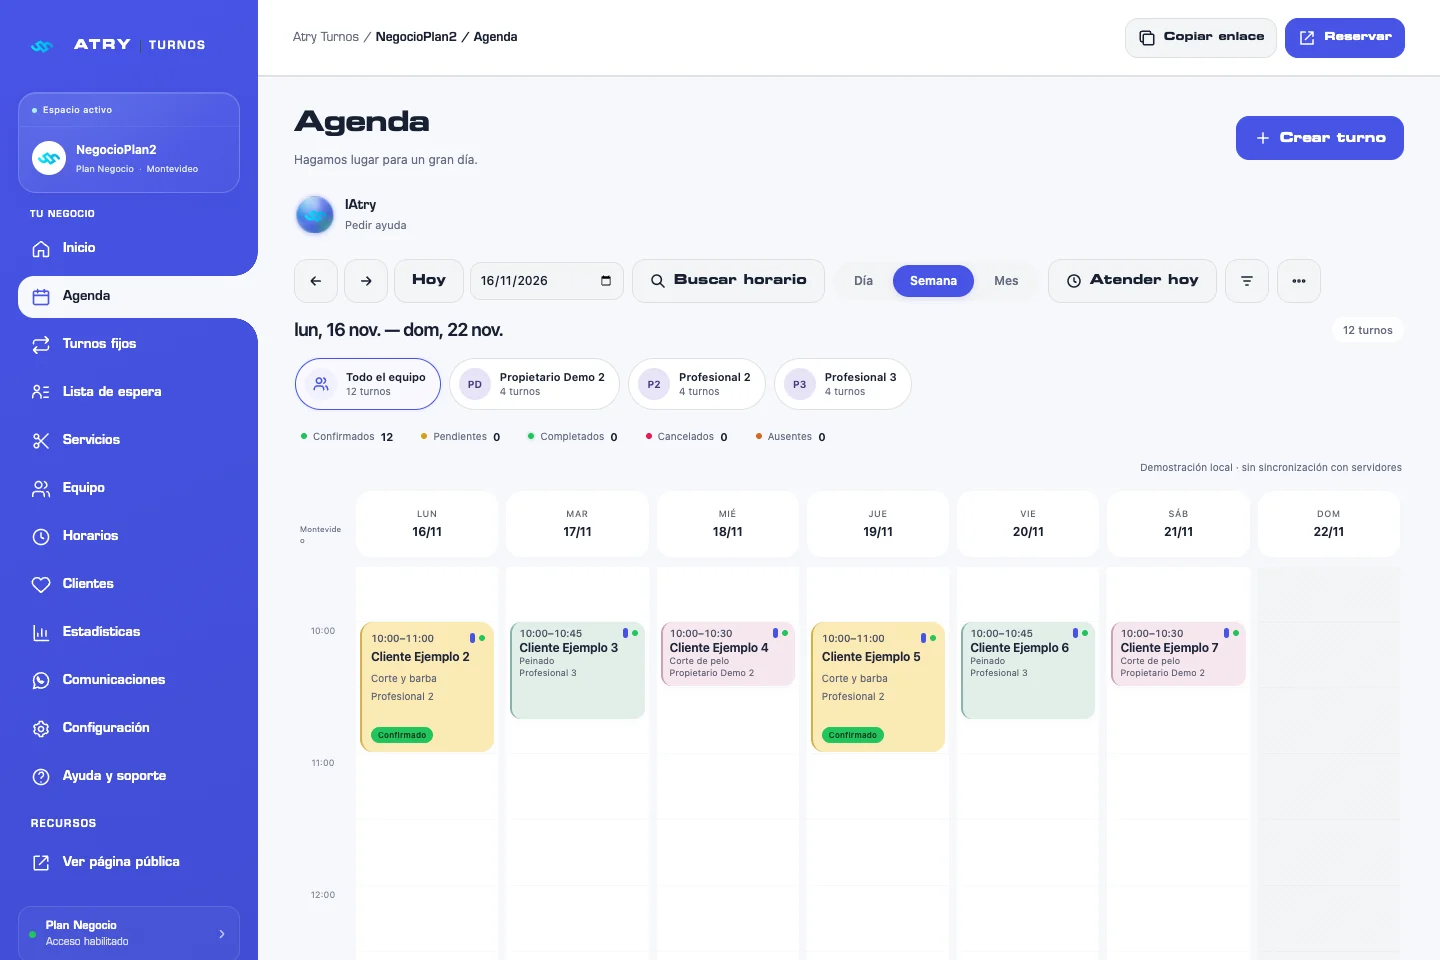 ATRY | TURNOS
Espacio activo
NegocioPlan2
Plan Negocio · Montevideo
TU NEGOCIO
Inicio
Agenda
Turnos fijos
Lista de espera
Servicios
Equipo
Horarios
Clientes
Estadísticas
Comunicaciones
Configuración
Ayuda y soporte
RECURSOS
Ver página pública
Plan Negocio
Acceso habilitado
Atry Turnos / NegocioPlan2 / Agenda
Copiar enlace
Reservar
Agenda
Hagamos lugar para un gran día.
+ Crear turno
IAtry
Pedir ayuda
Hoy
16/11/2026
Buscar horario
Día
Semana
Mes
Atender hoy
lun, 16 nov. — dom, 22 nov.
12 turnos
Todo el equipo
12 turnos
PD
Propietario Demo 2
4 turnos
P2
Profesional 2
4 turnos
P3
Profesional 3
4 turnos
Confirmados 12
Pendientes 0
Completados 0
Cancelados 0
Ausentes 0
Demostración local · sin sincronización con servidores
Montevide
o
LUN
16/11
MAR
17/11
MIÉ
18/11
JUE
19/11
VIE
20/11
SÁB
21/11
DOM
22/11
10:00
10:00–11:00
Cliente Ejemplo 2
Corte y barba
Profesional 2
Confirmado
10:00–10:45
Cliente Ejemplo 3
Peinado
Profesional 3
10:00–10:30
Cliente Ejemplo 4
Corte de pelo
Propietario Demo 2
10:00–11:00
Cliente Ejemplo 5
Corte y barba
Profesional 2
Confirmado
10:00–10:45
Cliente Ejemplo 6
Peinado
Profesional 3
10:00–10:30
Cliente Ejemplo 7
Corte de pelo
Propietario Demo 2
11:00
12:00